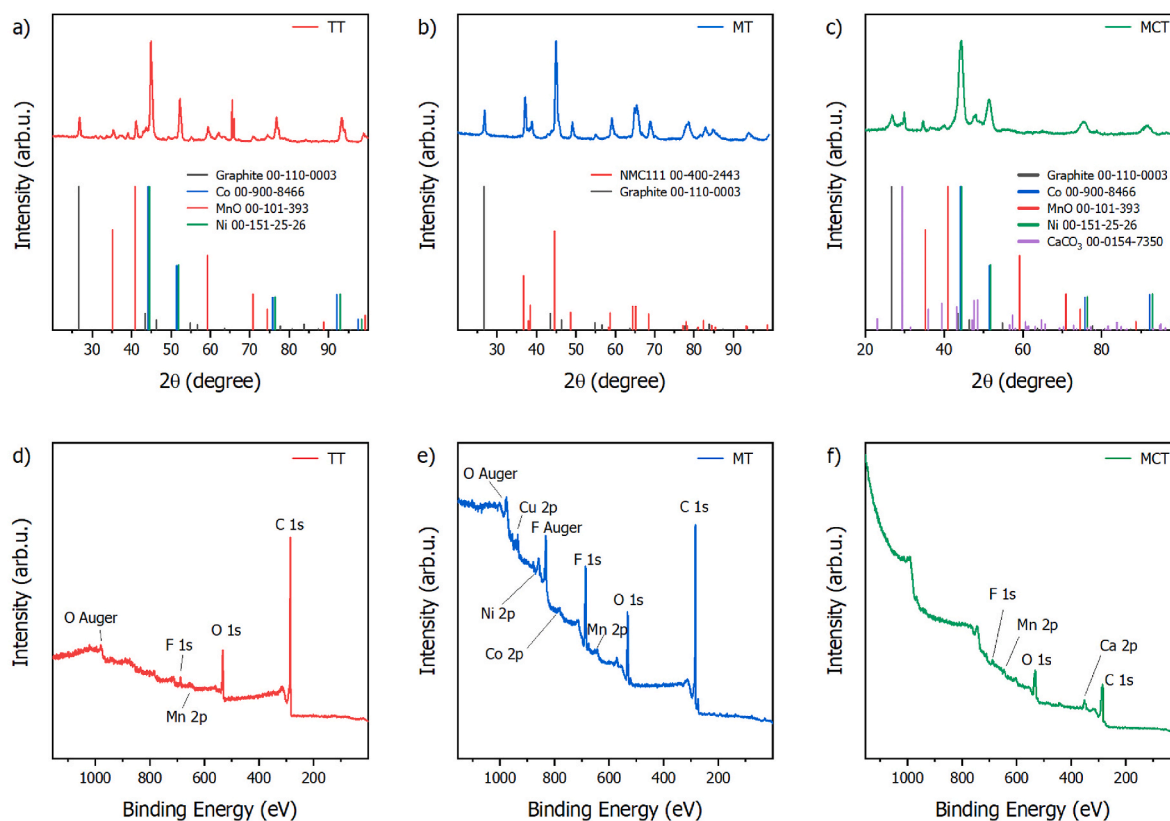 a)
TT
Intensity (arb.u.)
Graphite 00-110-0003
Co 00-900-8466
MnO 00-101-393
Ni 00-151-25-26
30 40 50 60 70 80 90
2θ (degree)
b)
MT
Intensity (arb.u.)
NMC111 00-400-2443
Graphite 00-110-0003
30 40 50 60 70 80 90
2θ (degree)
c)
MCT
Intensity (arb.u.)
Graphite 00-110-0003
Co 00-900-8466
MnO 00-101-393
Ni 00-151-25-26
CaCO₃ 00-0154-7350
20 40 60 80
2θ (degree)
d)
TT
Intensity (arb.u.)
C 1s
O Auger
F 1s
O 1s
Mn 2p
1000 800 600 400 200
Binding Energy (eV)
e)
MT
Intensity (arb.u.)
O Auger
Cu 2p
F Auger
C 1s
F 1s
O 1s
Ni 2p
Mn 2p
Co 2p
1000 800 600 400 200
Binding Energy (eV)
f)
MCT
Intensity (arb.u.)
F 1s
Mn 2p
O 1s
Ca 2p
C 1s
1000 800 600 400 200
Binding Energy (eV)